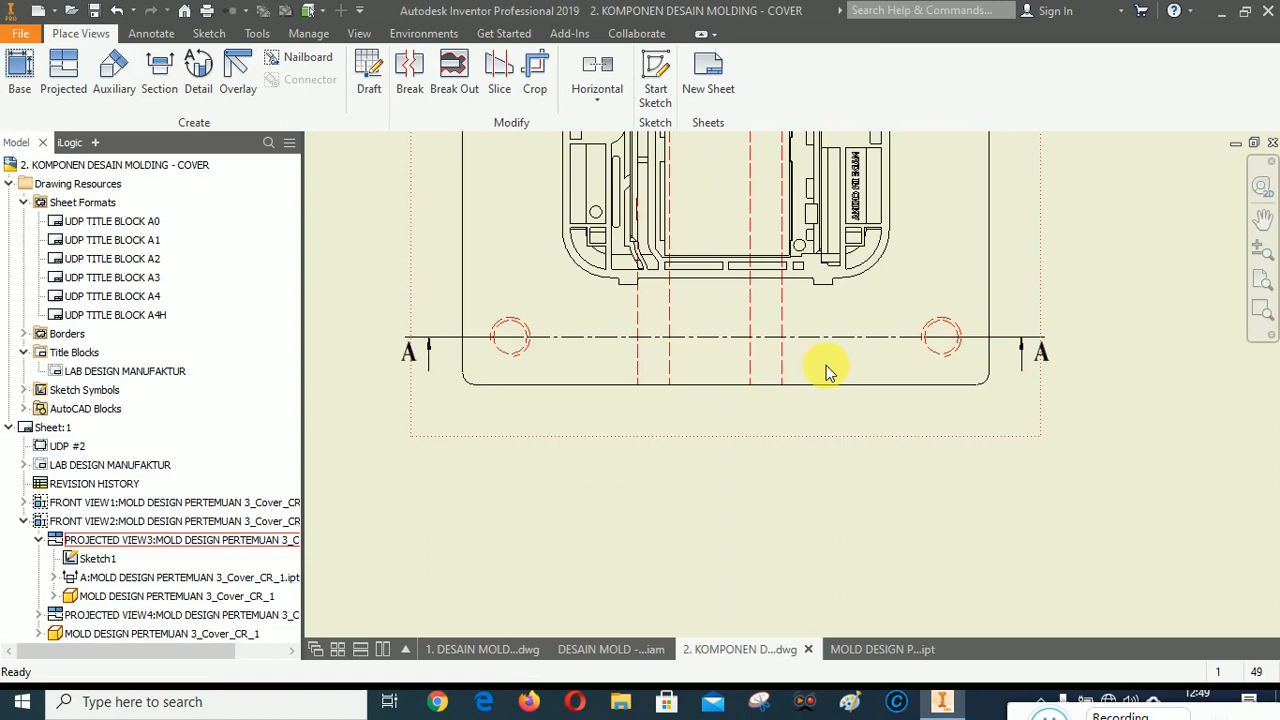 PRO
Autodesk Inventor Professional 2019
2. KOMPONEN DESAIN MOLDING - COVER
Search Help & Commands...
Sign In
File
Place Views
Annotate
Sketch
Tools
Manage
View
Environments
Get Started
Add-Ins
Collaborate
Base
Projected
Auxiliary
Section
Detail
Overlay
Nailboard
Connector
Draft
Break
Break Out
Slice
Crop
Horizontal
Start
Sketch
New Sheet
Create
Modify
Sketch
Sheets
Model
iLogic
2. KOMPONEN DESAIN MOLDING - COVER
Drawing Resources
Sheet Formats
UDP TITLE BLOCK A0
UDP TITLE BLOCK A1
UDP TITLE BLOCK A2
UDP TITLE BLOCK A3
UDP TITLE BLOCK A4
UDP TITLE BLOCK A4H
Borders
Title Blocks
LAB DESIGN MANUFAKTUR
Sketch Symbols
AutoCAD Blocks
Sheet:1
UDP #2
LAB DESIGN MANUFAKTUR
REVISION HISTORY
FRONT VIEW1:MOLD DESIGN PERTEMUAN 3_Cover_CR
FRONT VIEW2:MOLD DESIGN PERTEMUAN 3_Cover_CR
PROJECTED VIEW3:MOLD DESIGN PERTEMUAN 3_C
Sketch1
A:MOLD DESIGN PERTEMUAN 3_Cover_CR_1.ipt
MOLD DESIGN PERTEMUAN 3_Cover_CR_1
PROJECTED VIEW4:MOLD DESIGN PERTEMUAN 3_C
MOLD DESIGN PERTEMUAN 3_Cover_CR_1
MADE IN CHINA
A
A
1. DESAIN MOLD...dwg
DESAIN MOLD -...iam
2. KOMPONEN D...dwg
MOLD DESIGN P...ipt
Ready
1
49
Type here to search
12:49
Recording